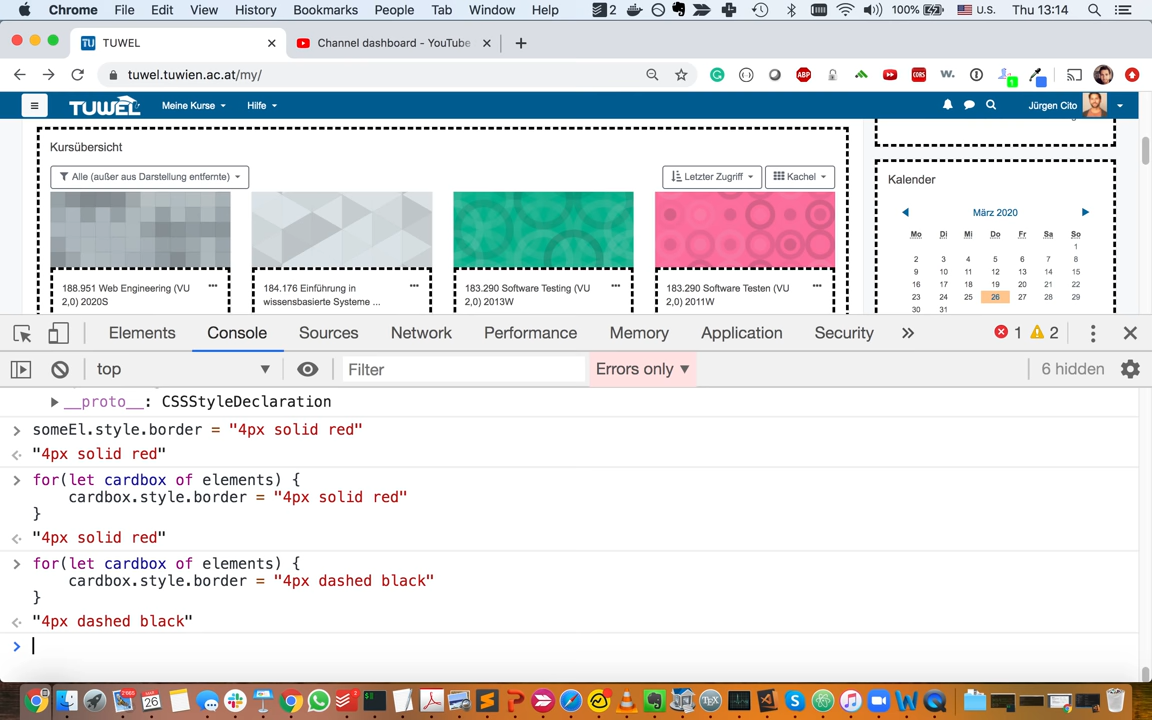 Chrome File Edit View History Bookmarks People Tab Window Help 2 100% U.S. Thu 13:14
TU TUWEL Channel dashboard - YouTube
tuwel.tuwien.ac.at/my/ ABP CORS W.
TUWEL Meine Kurse Hilfe Jürgen Cito
Kursübersicht
Alle (außer aus Darstellung entfernte) Letzter Zugriff Kachel
188.951 Web Engineering (VU
2,0) 2020S
184.176 Einführung in
wissensbasierte Systeme ...
183.290 Software Testing (VU
2,0) 2013W
183.290 Software Testen (VU
2,0) 2011W
Kalender
März 2020
Mo Di Mi Do Fr Sa So
1
2 3 4 5 6 7 8
9 10 11 12 13 14 15
16 17 18 19 20 21 22
23 24 25 26 27 28 29
30 31
Elements Console Sources Network Performance Memory Application Security » 1 2
top Filter Errors only 6 hidden
__proto__: CSSStyleDeclaration
> someEl.style.border = "4px solid red"
"4px solid red"
> for(let cardbox of elements) {
cardbox.style.border = "4px solid red"
}
"4px solid red"
> for(let cardbox of elements) {
cardbox.style.border = "4px dashed black"
}
"4px dashed black"
>